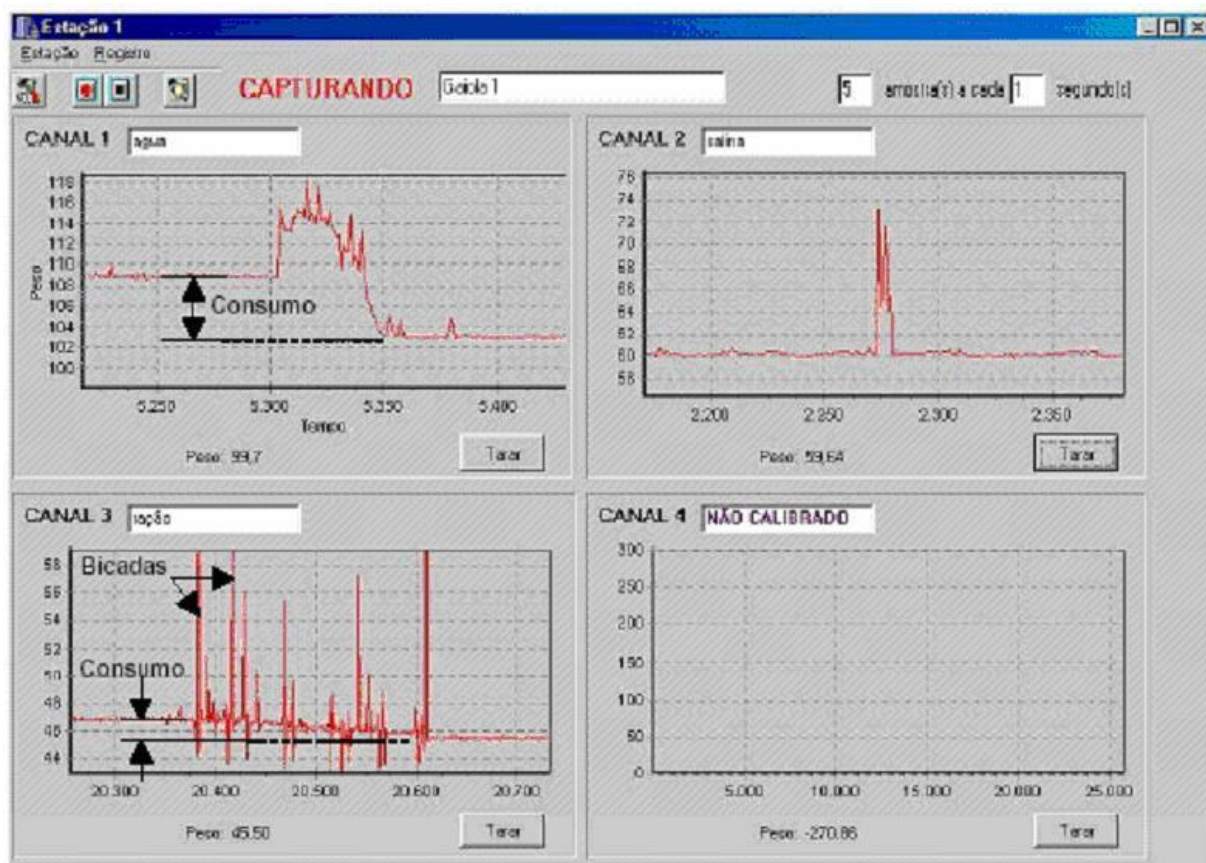 Estação 1
Estação Registro
CAPTURANDO
Gaiola 1
5 amostra(s) a cada 1 segundo(s)
CANAL 1 água
118
116
114
112
110
108
106
104
102
100
Peso
Consumo
5.250 5.300 5.350 5.400
Tempo
Peso: 99,7
Tarar
CANAL 2 salina
76
74
72
70
68
66
64
62
60
58
2.200 2.250 2.300 2.350
Peso: 59,64
Tarar
CANAL 3 ração
58
56
54
52
50
48
46
44
Bicadas
Consumo
20.300 20.400 20.500 20.600 20.700
Peso: 45.50
Tarar
CANAL 4 NÃO CALIBRADO
300
250
200
150
100
50
0
5.000 10.000 15.000 20.000 25.000
Peso: -270.86
Tarar